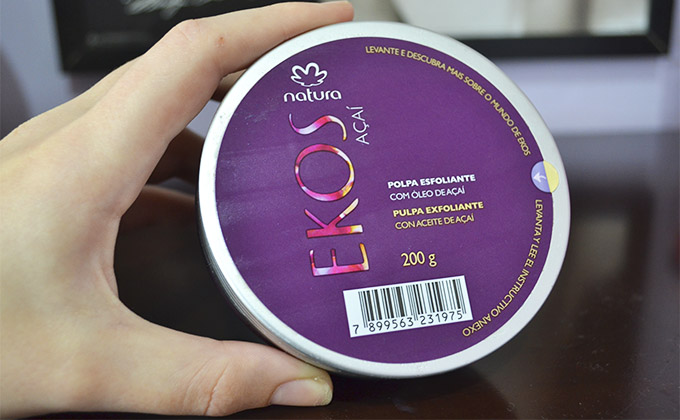 LEVANTE E DESCUBRA MAIS SOBRE O MUNDO DE EKOS
natura
EKOS
AÇAÍ
POLPA ESFOLIANTE
COM ÓLEO DE AÇAÍ
PULPA EXFOLIANTE
CON ACEITE DE AÇAÍ
200 g
7 899563 231975
LEVANTA Y LEE EL INSTRUCTIVO ANEXO